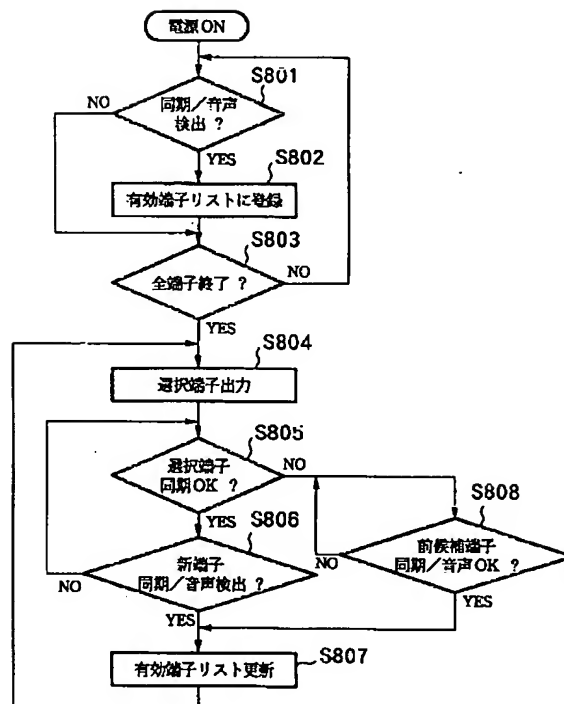 電源ON
S801
同期/音声
検出 ?
NO
YES
S802
有効端子リストに登録
S803
全端子終了 ?
NO
YES
S804
選択端子出力
S805
選択端子
同期OK ?
NO
YES
S806
新端子
同期/音声検出 ?
NO
YES
S808
前候補端子
同期/音声OK ?
YES
S807
有効端子リスト更新